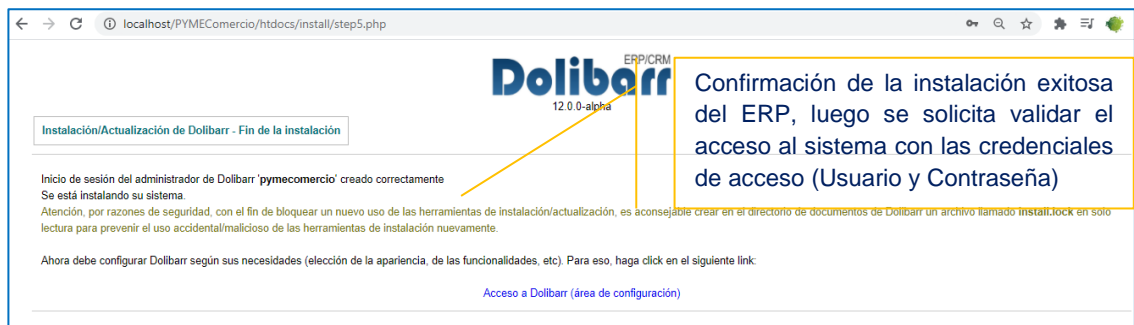 localhost/PYMEComercio/htdocs/install/step5.php
ERP/CRM
Dolibarr
12.0.0-alpha
Confirmación de la instalación exitosa
del ERP, luego se solicita validar el
acceso al sistema con las credenciales
de acceso (Usuario y Contraseña)
Instalación/Actualización de Dolibarr - Fin de la instalación
Inicio de sesión del administrador de Dolibarr 'pymecomercio' creado correctamente
Se está instalando su sistema.
Atención, por razones de seguridad, con el fin de bloquear un nuevo uso de las herramientas de instalación/actualización, es aconsejable crear en el directorio de documentos de Dolibarr un archivo llamado install.lock en solo
lectura para prevenir el uso accidental/malicioso de las herramientas de instalación nuevamente.
Ahora debe configurar Dolibarr según sus necesidades (elección de la apariencia, de las funcionalidades, etc). Para eso, haga click en el siguiente link:
Acceso a Dolibarr (área de configuración)